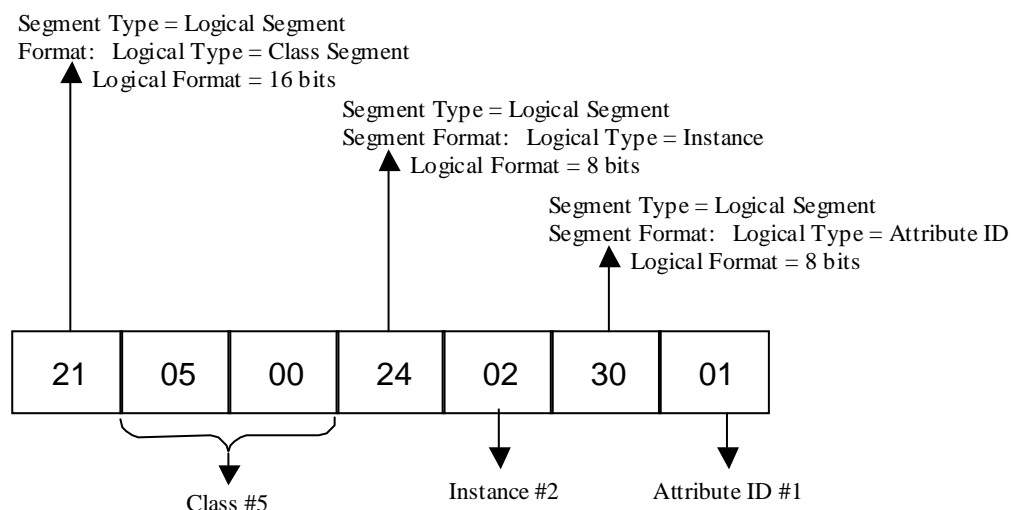 Segment Type = Logical Segment
Format: Logical Type = Class Segment
Logical Format = 16 bits
Segment Type = Logical Segment
Segment Format: Logical Type = Instance
Logical Format = 8 bits
Segment Type = Logical Segment
Segment Format: Logical Type = Attribute ID
Logical Format = 8 bits
21 05 00 24 02 30 01
Class #5
Instance #2
Attribute ID #1